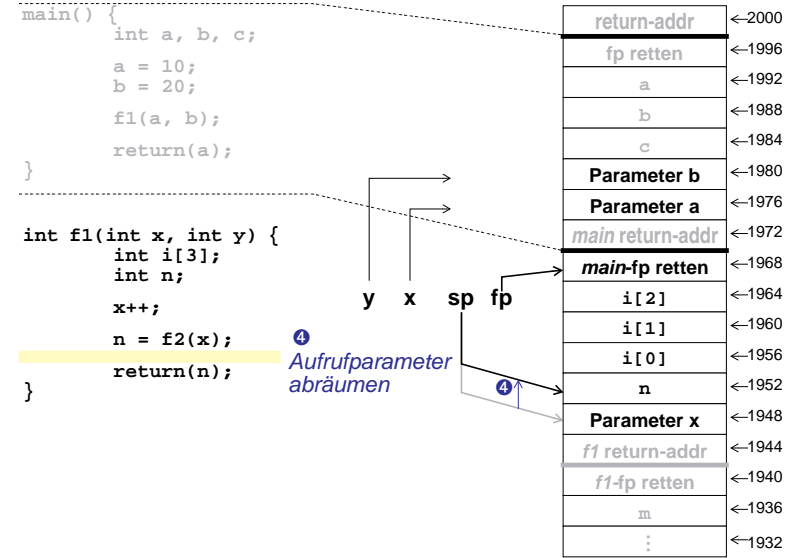 main() {
int a, b, c;
a = 10;
b = 20;
f1(a, b);
return(a);
}
int f1(int x, int y) {
int i[3];
int n;
x++;
n = f2(x);
return(n);
}
❹
Aufrufparameter
abräumen
y x sp fp
❹
return-addr ←2000
fp retten ←1996
a ←1992
b ←1988
c ←1984
Parameter b ←1980
Parameter a ←1976
main return-addr ←1972
main-fp retten ←1968
i[2] ←1964
i[1] ←1960
i[0] ←1956
n ←1952
Parameter x ←1948
f1 return-addr ←1944
f1-fp retten ←1940
m ←1936
⋮ ←1932